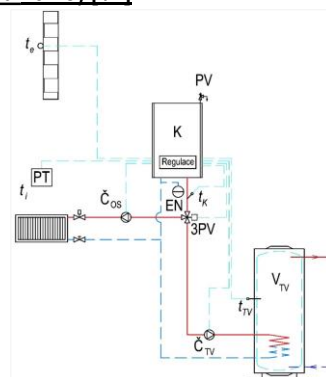 t_e
PV
K
Regulace
PT
t_i
Č_OS
EN
t_K
3PV
V_TV
t_TV
Č_TV